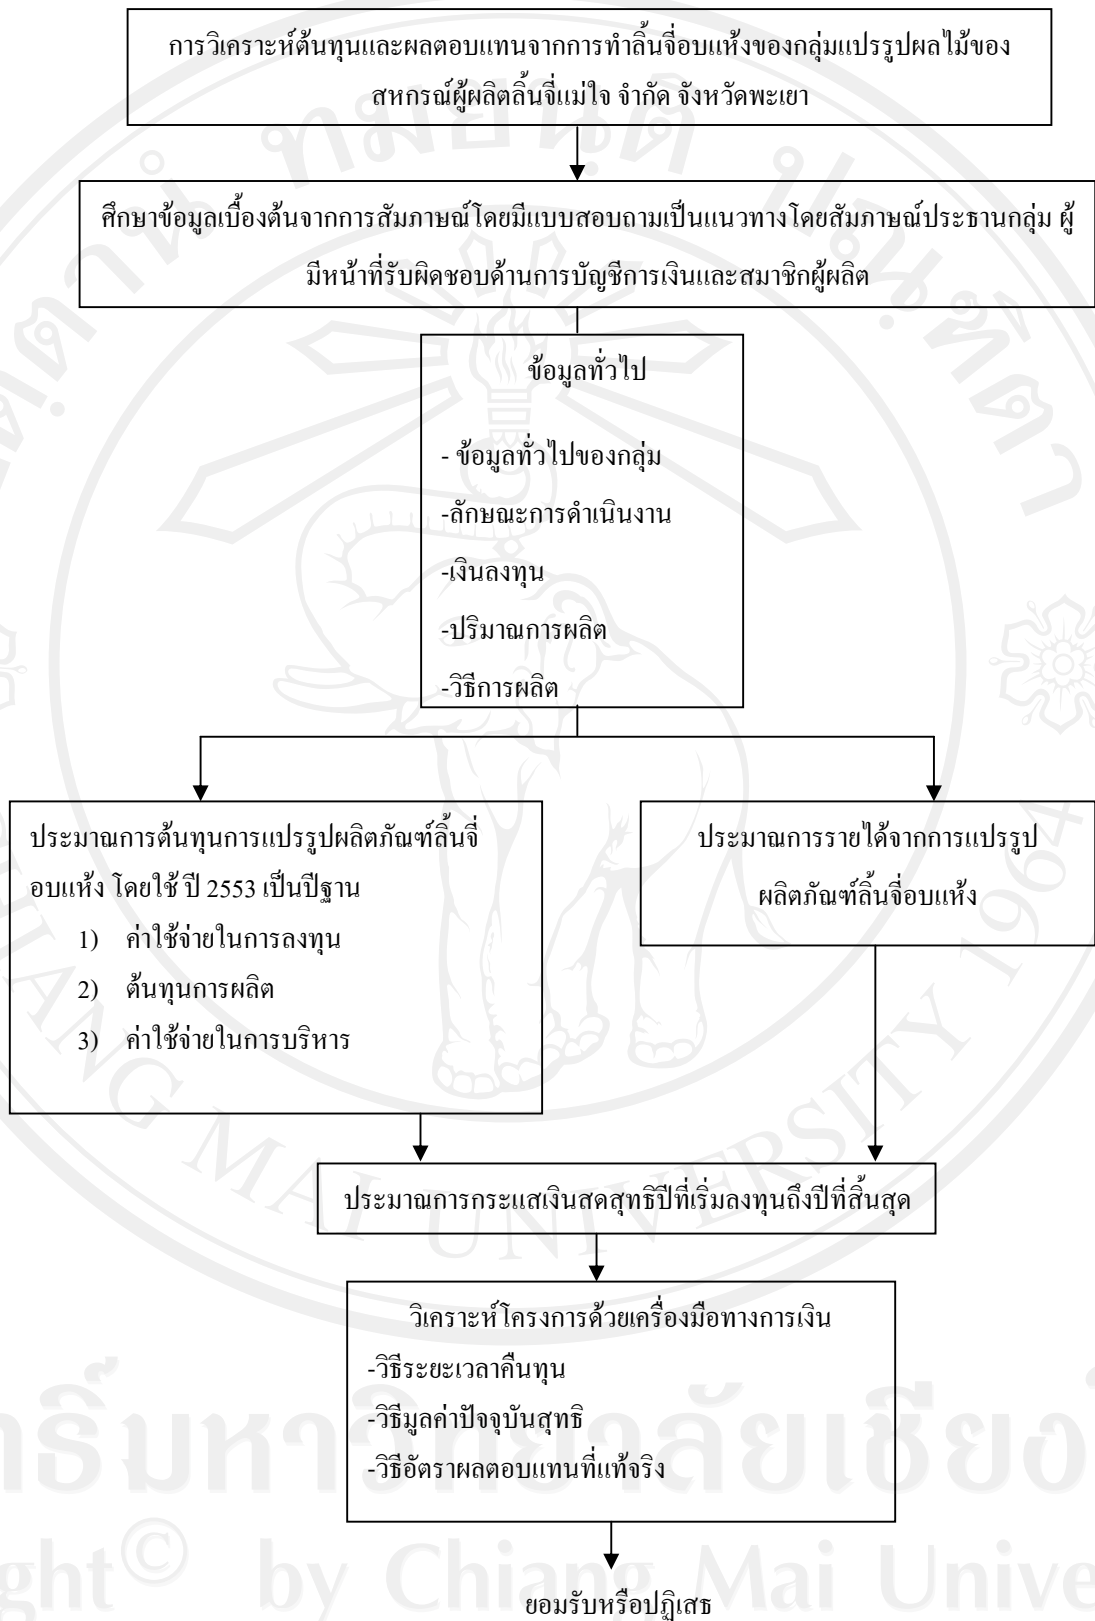 การวิเคราะห์ต้นทุนและผลตอบแทนจากการทำลิ้นจี่อบแห้งของกลุ่มแปรรูปผลไม้ของ
สหกรณ์ผู้ผลิตลิ้นจี่แม่ใจ จำกัด จังหวัดพะเยา
ศึกษาข้อมูลเบื้องต้นจากการสัมภาษณ์โดยมีแบบสอบถามเป็นแนวทางโดยสัมภาษณ์ประธานกลุ่ม ผู้
มีหน้าที่รับผิดชอบด้านการบัญชีการเงินและสมาชิกผู้ผลิต
ข้อมูลทั่วไป
- ข้อมูลทั่วไปของกลุ่ม
-ลักษณะการดำเนินงาน
-เงินลงทุน
-ปริมาณการผลิต
-วิธีการผลิต
ประมาณการต้นทุนการแปรรูปผลิตภัณฑ์ลิ้นจี่
อบแห้ง โดยใช้ ปี 2553 เป็นปีฐาน
1) ค่าใช้จ่ายในการลงทุน
2) ต้นทุนการผลิต
3) ค่าใช้จ่ายในการบริหาร
ประมาณการรายได้จากการแปรรูป
ผลิตภัณฑ์ลิ้นจี่อบแห้ง
ประมาณการกระแสเงินสดสุทธิปีที่เริ่มลงทุนถึงปีที่สิ้นสุด
วิเคราะห์โครงการด้วยเครื่องมือทางการเงิน
-วิธีระยะเวลาคืนทุน
-วิธีมูลค่าปัจจุบันสุทธิ
-วิธีอัตราผลตอบแทนที่แท้จริง
ยอมรับหรือปฏิเสธ
MAI UNIVERSITY 1964
by Chiang Mai